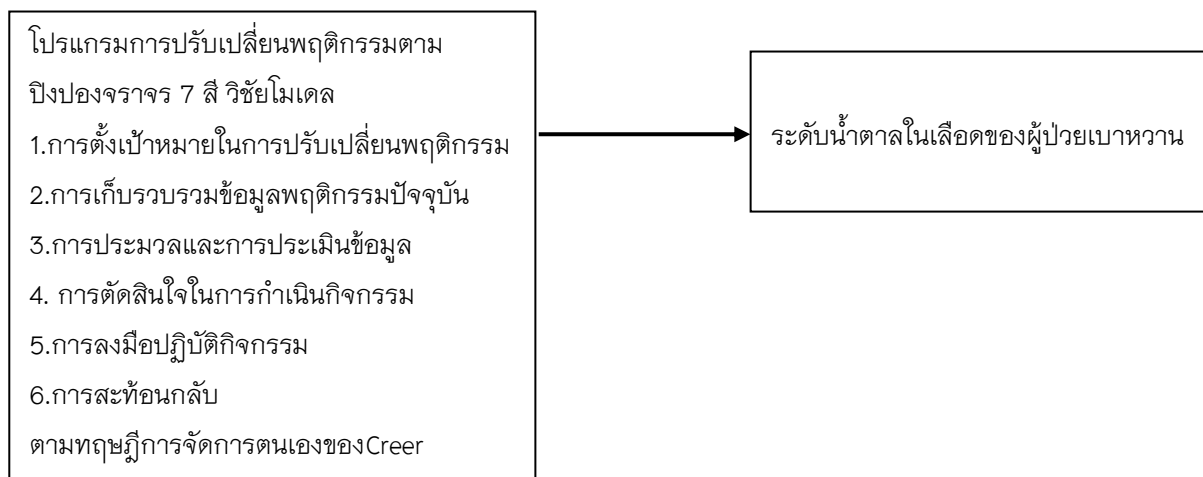 โปรแกรมการปรับเปลี่ยนพฤติกรรมตาม
ปิงปองจราจร 7 สี วิชัยโมเดล
1.การตั้งเป้าหมายในการปรับเปลี่ยนพฤติกรรม
2.การเก็บรวบรวมข้อมูลพฤติกรรมปัจจุบัน
3.การประมวลและการประเมินข้อมูล
4. การตัดสินใจในการกำเนินกิจกรรม
5.การลงมือปฏิบัติกิจกรรม
6.การสะท้อนกลับ
ตามทฤษฎีการจัดการตนเองของCreer
ระดับน้ำตาลในเลือดของผู้ป่วยเบาหวาน